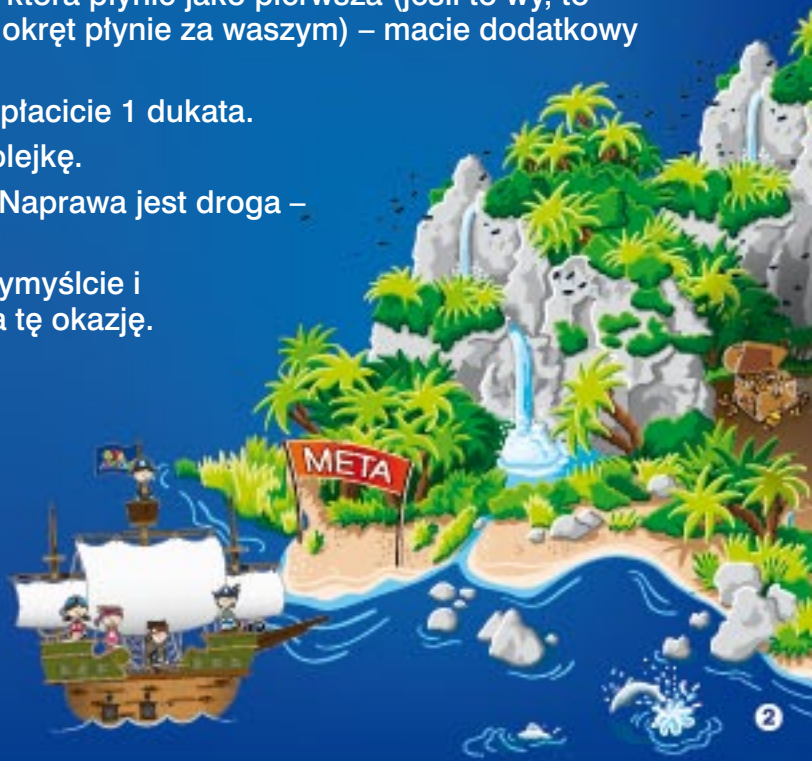 która płynie jako pierwsza (jeśli to wy, to
okręt płynie za waszym) – macie dodatkowy
płacicie 1 dukata.
olejkę.
Naprawa jest droga –
ymyślcie i
a tę okazję.
META
2